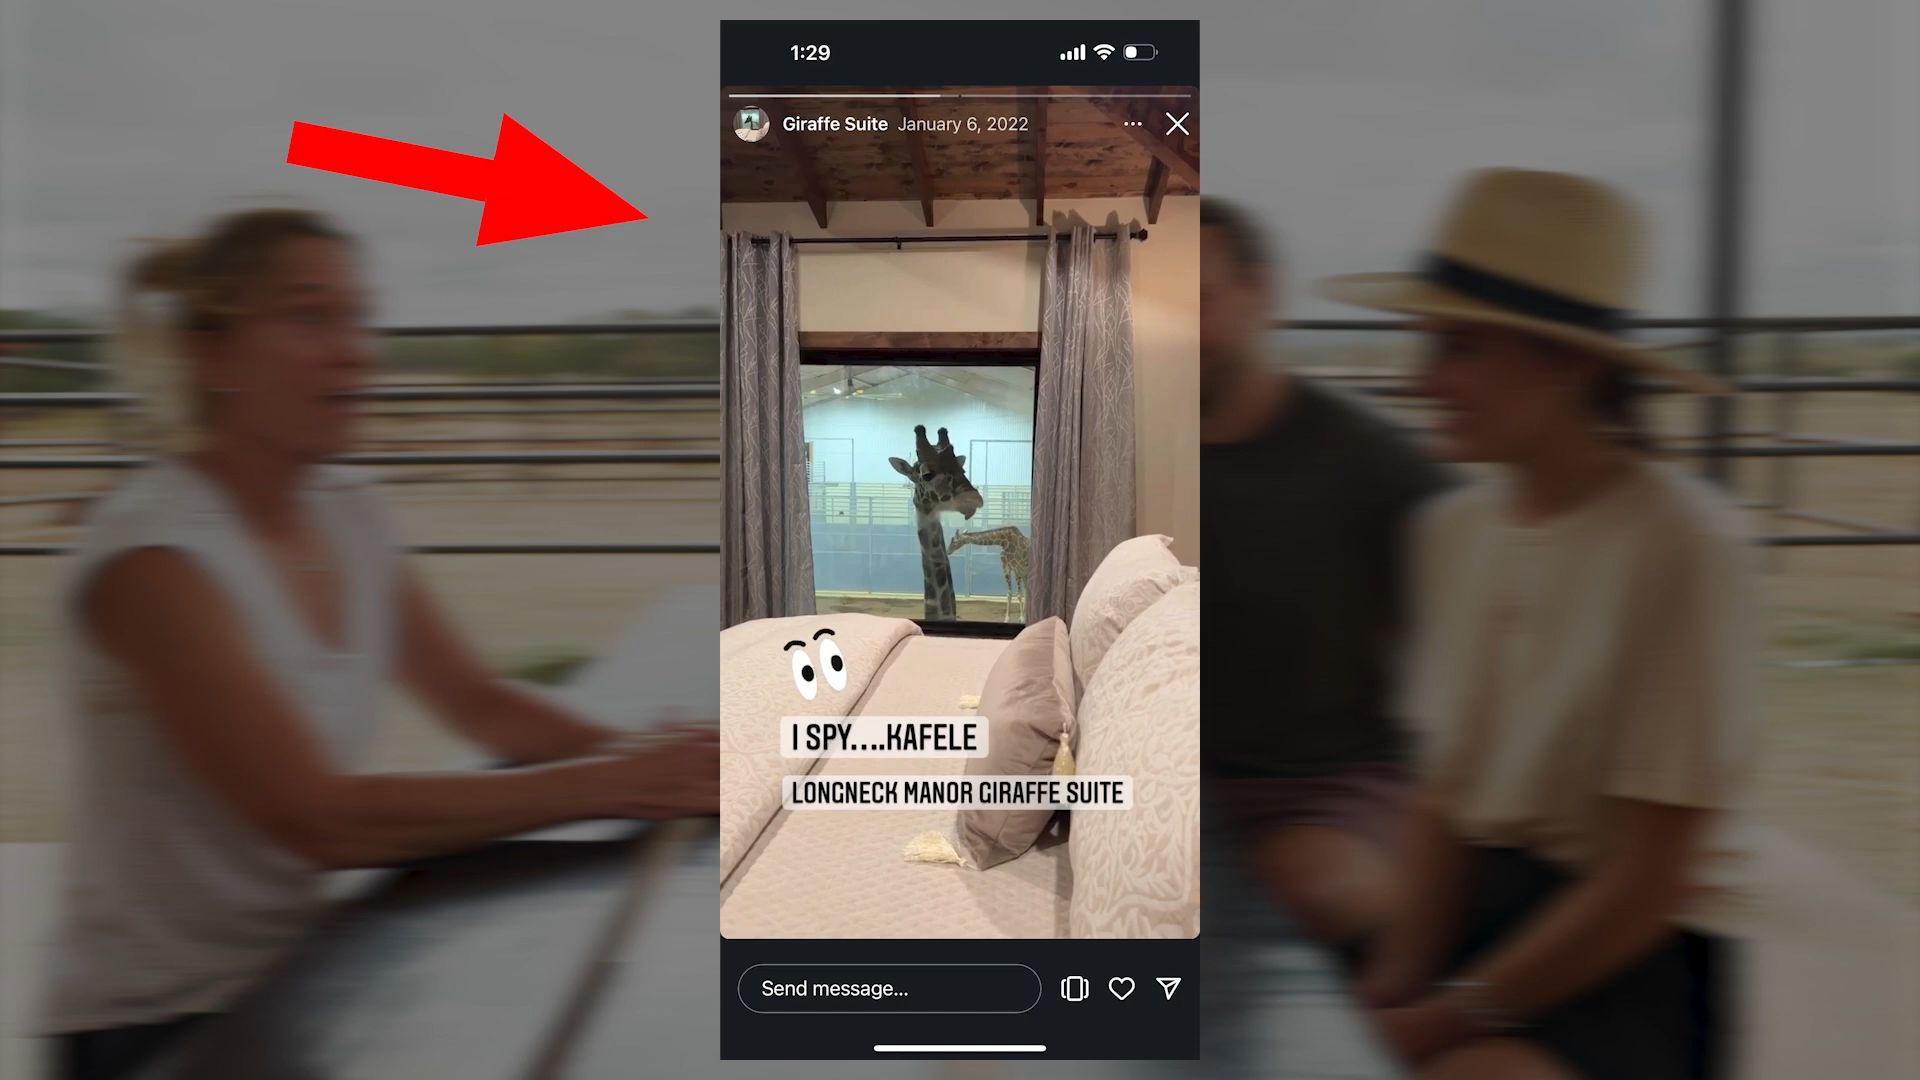 1:29
Giraffe Suite January 6, 2022
I SPY....KAFELE
LONGNECK MANOR GIRAFFE SUITE
Send message...